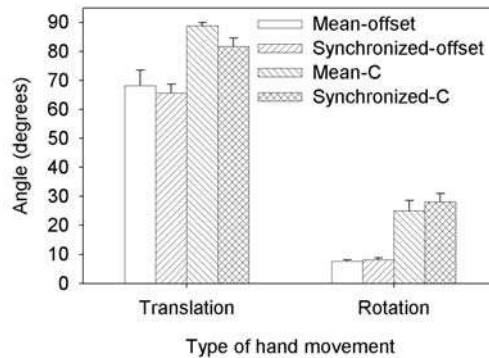 Angle (degrees)
90
80
70
60
50
40
30
20
10
0
Mean-offset
Synchronized-offset
Mean-C
Synchronized-C
Translation
Rotation
Type of hand movement